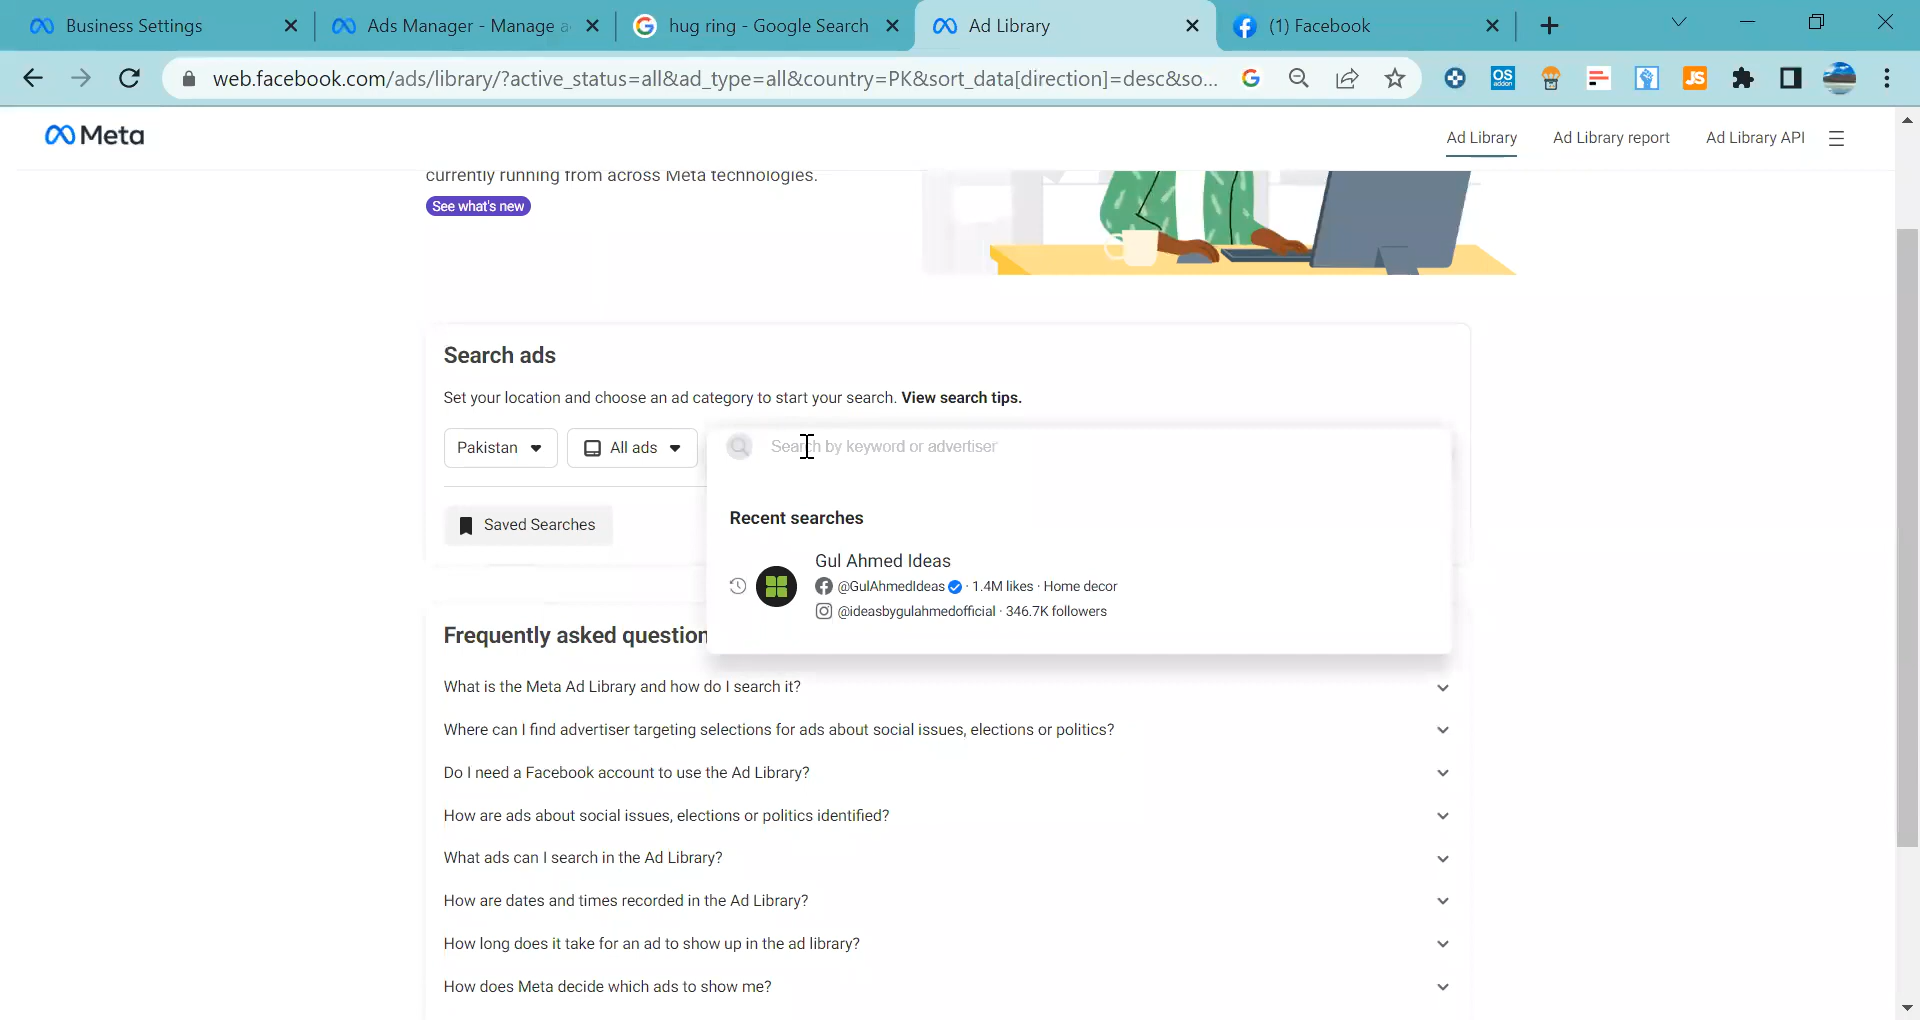 Business Settings
Ads Manager - Manage a
hug ring - Google Search
Ad Library
(1) Facebook
web.facebook.com/ads/library/?active_status=all&ad_type=all&country=PK&sort_data[direction]=desc&so...
OS
addon
JS
Meta
Ad Library
Ad Library report
Ad Library API
currently running from across Meta technologies.
See what's new
Search ads
Set your location and choose an ad category to start your search. View search tips.
Pakistan
All ads
Search by keyword or advertiser
Saved Searches
Recent searches
Gul Ahmed Ideas
@GulAhmedIdeas · 1.4M likes · Home decor
@ideasbygulahmedofficial · 346.7K followers
Frequently asked question
What is the Meta Ad Library and how do I search it?
Where can I find advertiser targeting selections for ads about social issues, elections or politics?
Do I need a Facebook account to use the Ad Library?
How are ads about social issues, elections or politics identified?
What ads can I search in the Ad Library?
How are dates and times recorded in the Ad Library?
How long does it take for an ad to show up in the ad library?
How does Meta decide which ads to show me?